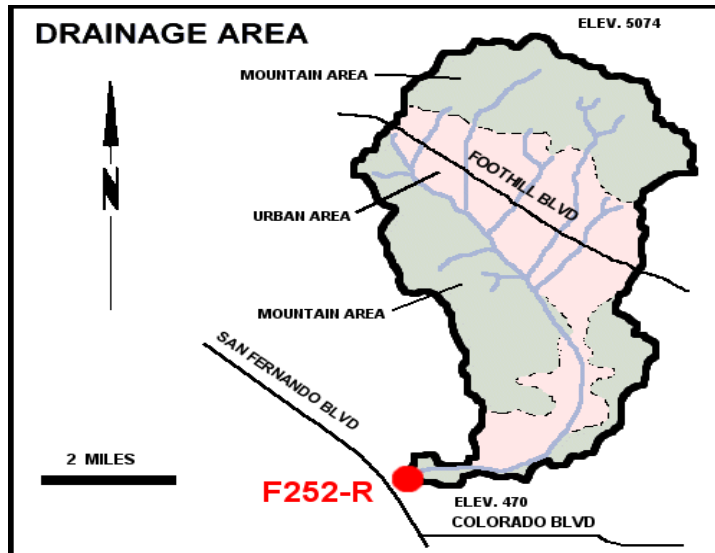 DRAINAGE AREA
ELEV. 5074
MOUNTAIN AREA
FOOTHILL BLVD
N
URBAN AREA
MOUNTAIN AREA
SAN FERNANDO BLVD
2 MILES
F252-R
ELEV. 470
COLORADO BLVD